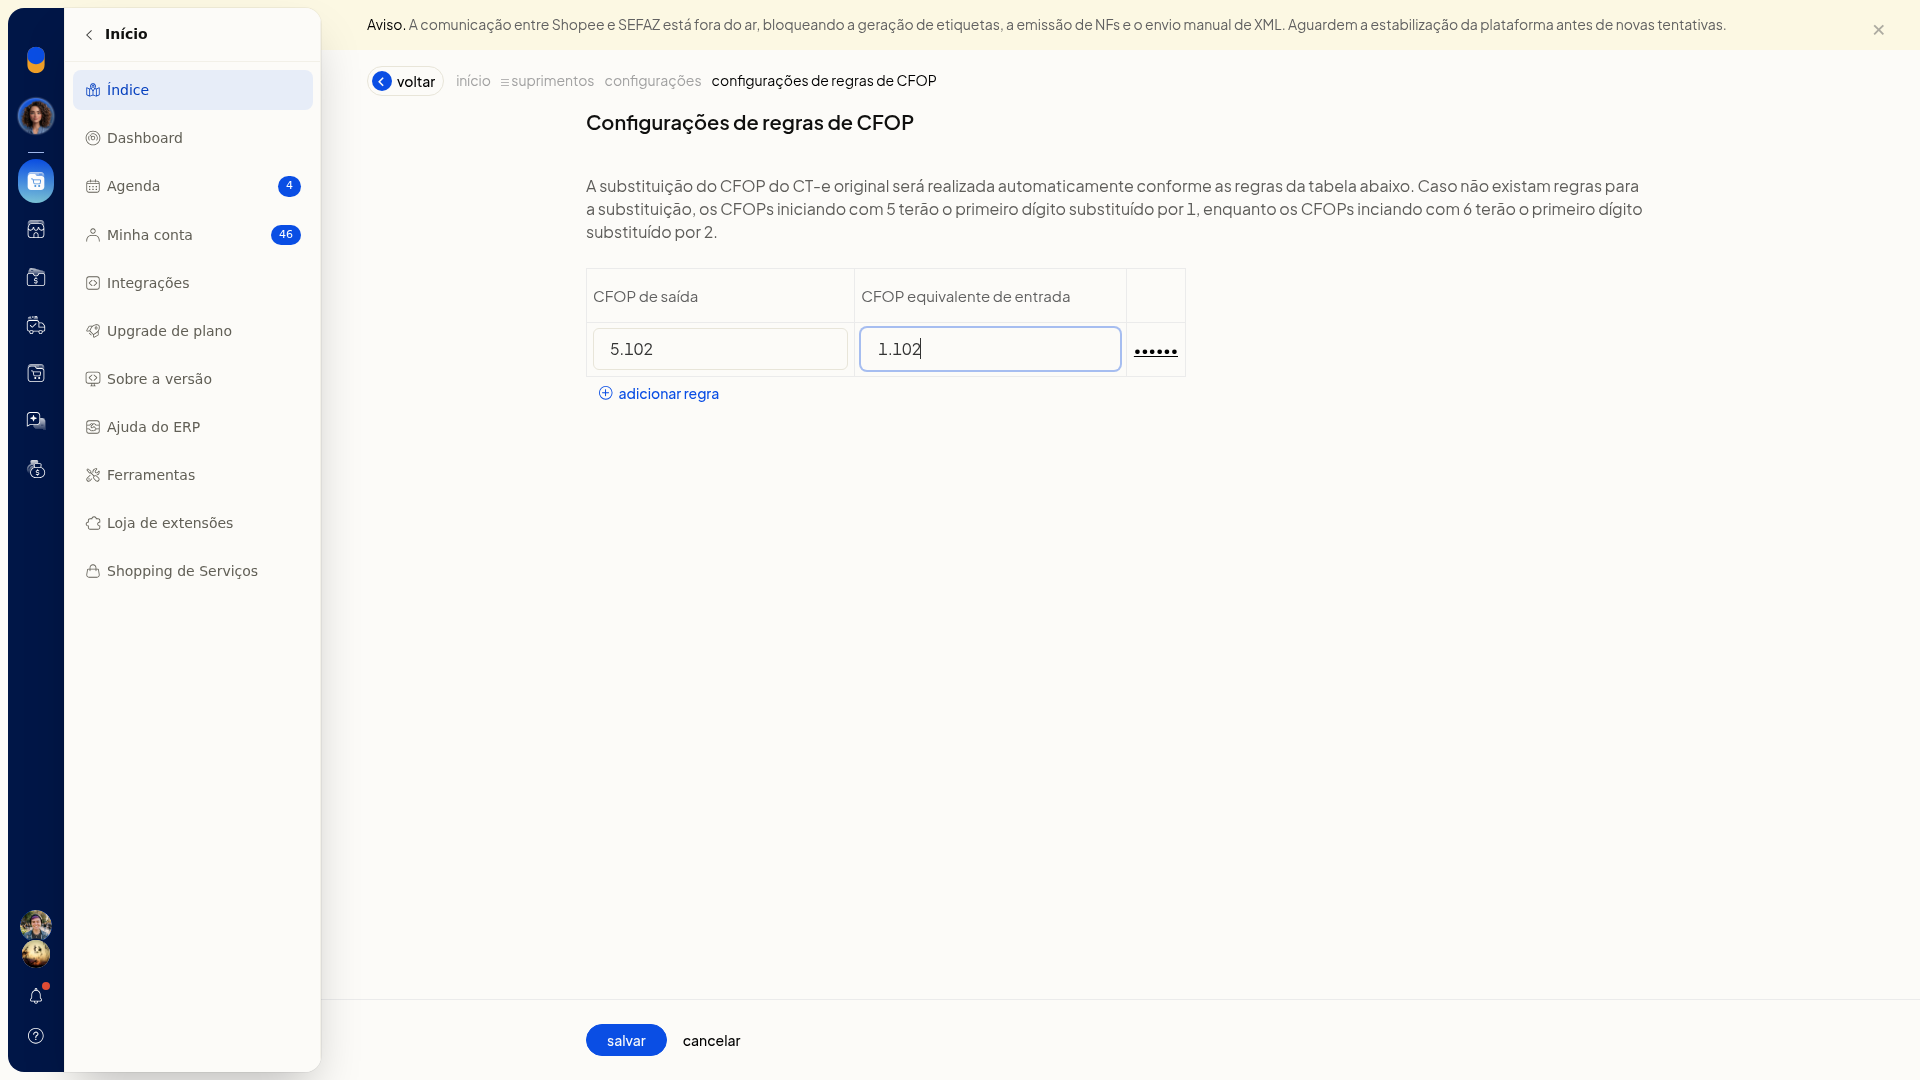 Aviso. A comunicação entre Shopee e SEFAZ está fora do ar, bloqueando a geração de etiquetas, a emissão de NFs e o envio manual de XML. Aguardem a estabilização da plataforma antes de novas tentativas.
Início
Índice
Dashboard
Agenda 4
Minha conta 46
Integrações
Upgrade de plano
Sobre a versão
Ajuda do ERP
Ferramentas
Loja de extensões
Shopping de Serviços
voltar início suprimentos configurações configurações de regras de CFOP
Configurações de regras de CFOP
A substituição do CFOP do CT-e original será realizada automaticamente conforme as regras da tabela abaixo. Caso não existam regras para
a substituição, os CFOPs iniciando com 5 terão o primeiro dígito substituído por 1, enquanto os CFOPs inciando com 6 terão o primeiro dígito
substituído por 2.
CFOP de saída CFOP equivalente de entrada
5.102 1.102
adicionar regra
salvar cancelar